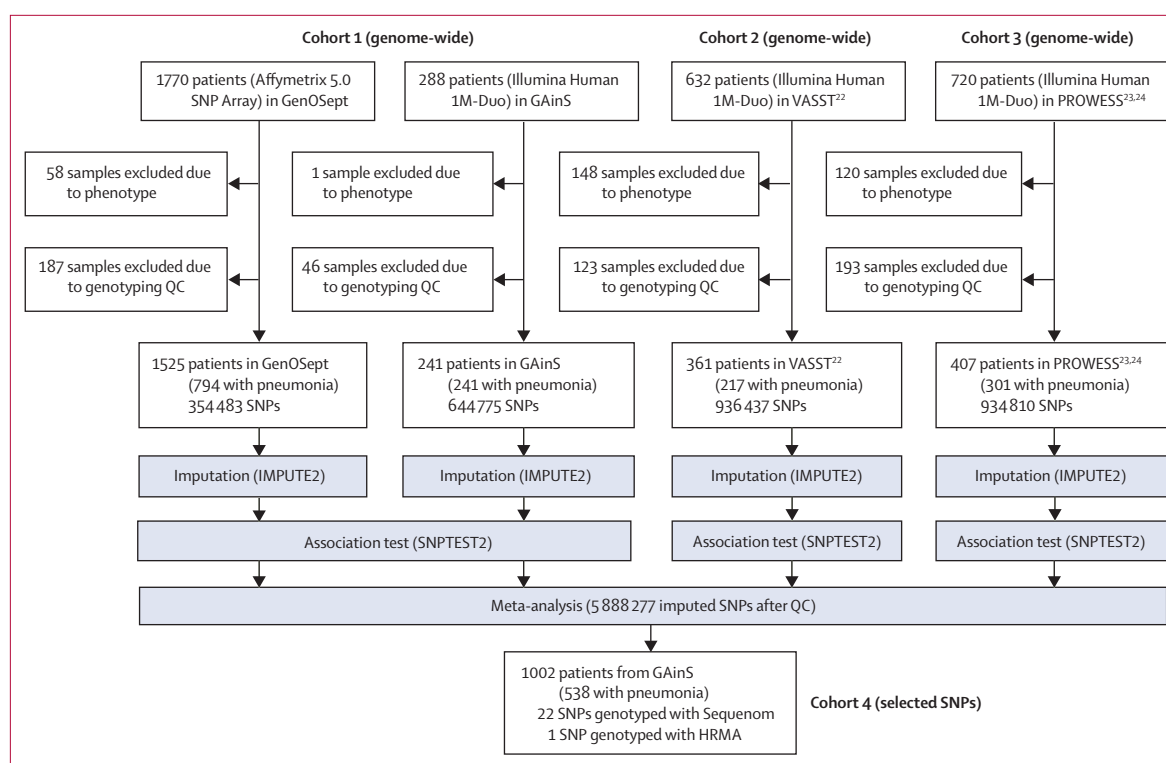 Cohort 1 (genome-wide)
Cohort 2 (genome-wide)
Cohort 3 (genome-wide)
1770 patients (Affymetrix 5.0
SNP Array) in GenOSept
288 patients (Illumina Human
1M-Duo) in GAinS
632 patients (Illumina Human
1M-Duo) in VASST²²
720 patients (Illumina Human
1M-Duo) in PROWESS²³,²⁴
58 samples excluded due
to phenotype
1 sample excluded due
to phenotype
148 samples excluded due
to phenotype
120 samples excluded due
to phenotype
187 samples excluded due
to genotyping QC
46 samples excluded due
to genotyping QC
123 samples excluded due
to genotyping QC
193 samples excluded due
to genotyping QC
1525 patients in GenOSept
(794 with pneumonia)
354 483 SNPs
241 patients in GAinS
(241 with pneumonia)
644 775 SNPs
361 patients in VASST²²
(217 with pneumonia)
936 437 SNPs
407 patients in PROWESS²³,²⁴
(301 with pneumonia)
934 810 SNPs
Imputation (IMPUTE2)
Imputation (IMPUTE2)
Imputation (IMPUTE2)
Imputation (IMPUTE2)
Association test (SNPTEST2)
Association test (SNPTEST2)
Association test (SNPTEST2)
Meta-analysis (5 888 277 imputed SNPs after QC)
1002 patients from GAinS
(538 with pneumonia)
22 SNPs genotyped with Sequenom
1 SNP genotyped with HRMA
Cohort 4 (selected SNPs)